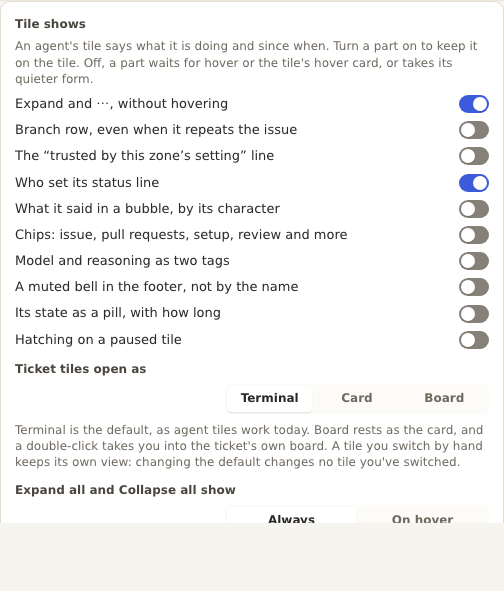 Tile shows
An agent's tile says what it is doing and since when. Turn a part on to keep it
on the tile. Off, a part waits for hover or the tile's hover card, or takes its
quieter form.
Expand and ···, without hovering
Branch row, even when it repeats the issue
The “trusted by this zone’s setting” line
Who set its status line
What it said in a bubble, by its character
Chips: issue, pull requests, setup, review and more
Model and reasoning as two tags
A muted bell in the footer, not by the name
Its state as a pill, with how long
Hatching on a paused tile
Ticket tiles open as
Terminal Card Board
Terminal is the default, as agent tiles work today. Board rests as the card, and
a double-click takes you into the ticket's own board. A tile you switch by hand
keeps its own view: changing the default changes no tile you've switched.
Expand all and Collapse all show
Always On hover